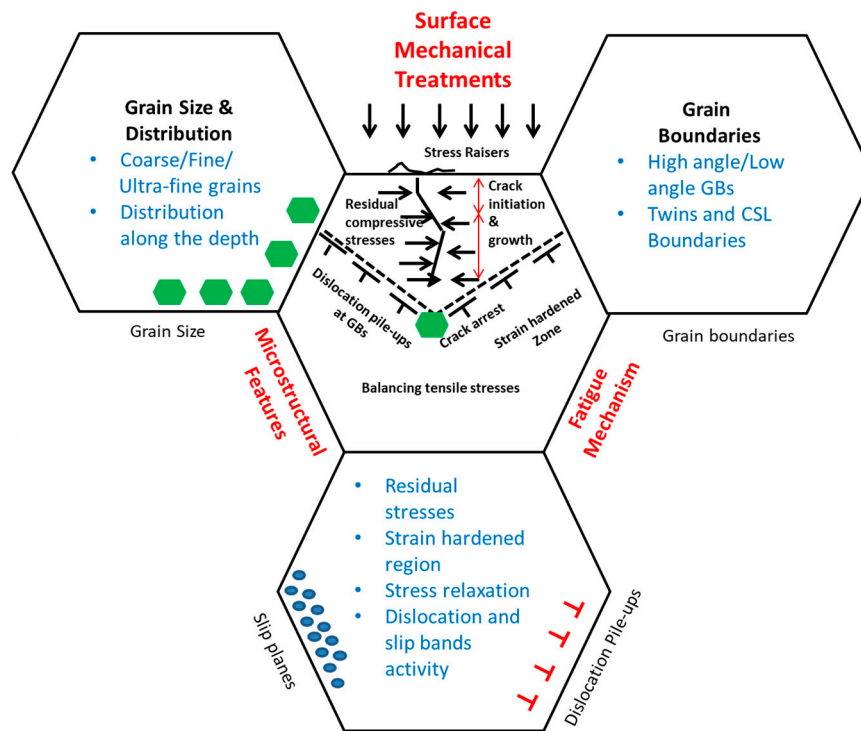 Surface
Mechanical
Treatments
Grain Size &
Distribution
• Coarse/Fine/
Ultra-fine grains
• Distribution
along the depth
Grain Size
Grain
Boundaries
• High angle/Low
angle GBs
• Twins and CSL
Boundaries
Grain boundaries
Stress Raisers
Residual
compressive
stresses
Crack
initiation
&
growth
Dislocation pile-ups
at GBs
Crack arrest
Strain hardened
Zone
Balancing tensile stresses
Microstructural
Features
Fatigue
Mechanism
• Residual
stresses
• Strain hardened
region
• Stress relaxation
• Dislocation and
slip bands
activity
Slip planes
Dislocation Pile-ups